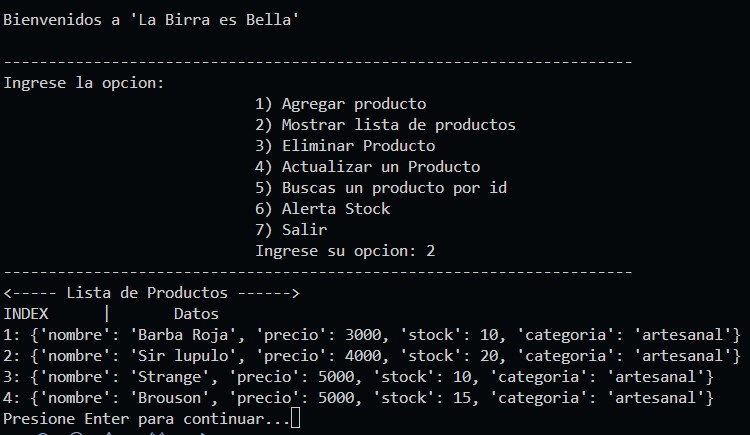 Bienvenidos a 'La Birra es Bella'
----------------------------------------------------------------------
Ingrese la opcion:
1) Agregar producto
2) Mostrar lista de productos
3) Eliminar Producto
4) Actualizar un Producto
5) Buscas un producto por id
6) Alerta Stock
7) Salir
Ingrese su opcion: 2
----------------------------------------------------------------------
<----- Lista de Productos ------>
INDEX      |       Datos
1: {'nombre': 'Barba Roja', 'precio': 3000, 'stock': 10, 'categoria': 'artesanal'}
2: {'nombre': 'Sir lupulo', 'precio': 4000, 'stock': 20, 'categoria': 'artesanal'}
3: {'nombre': 'Strange', 'precio': 5000, 'stock': 10, 'categoria': 'artesanal'}
4: {'nombre': 'Brouson', 'precio': 5000, 'stock': 15, 'categoria': 'artesanal'}
Presione Enter para continuar...